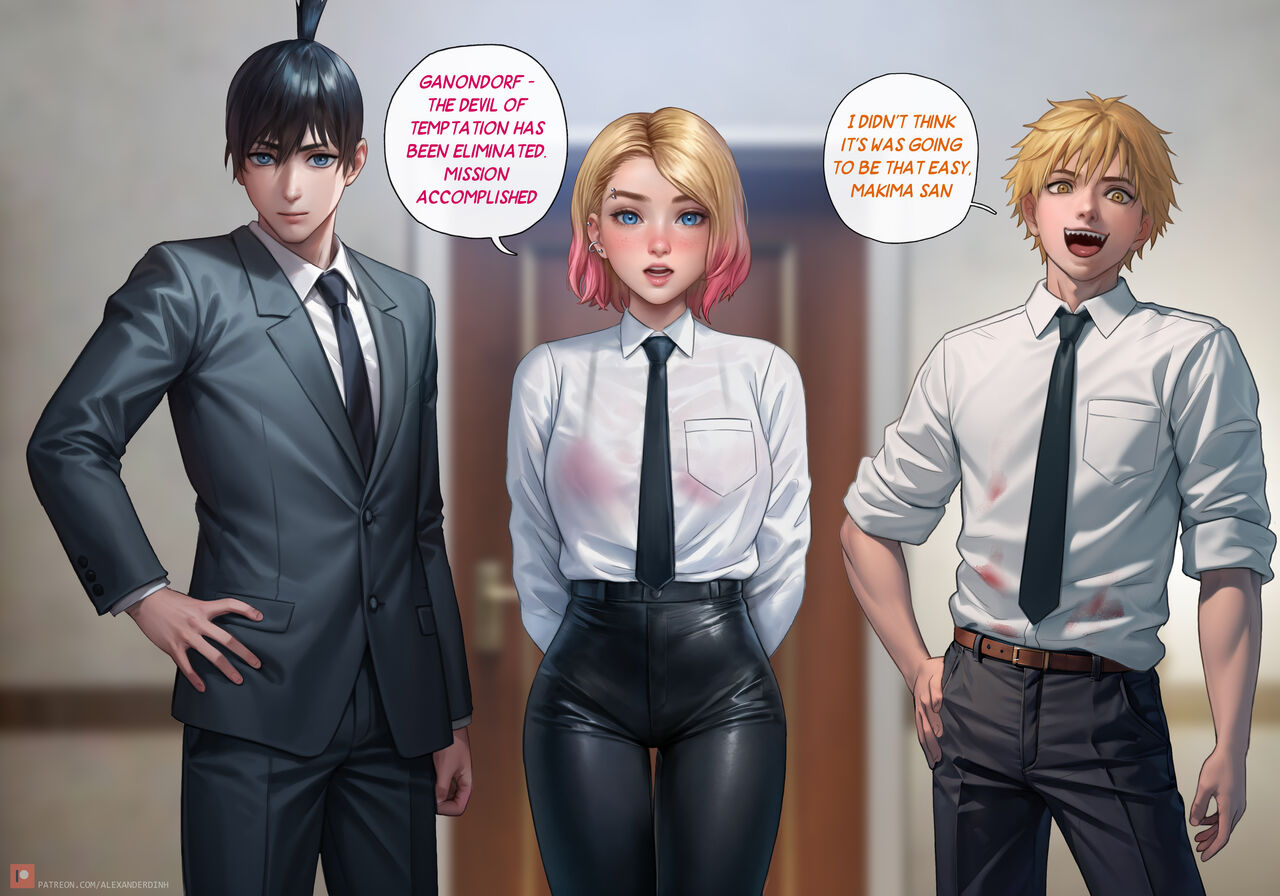 GANONDORF -
THE DEVIL OF
TEMPTATION HAS
BEEN ELIMINATED.
MISSION
ACCOMPLISHED
I DIDN'T THINK
IT'S WAS GOING
TO BE THAT EASY,
MAKIMA SAN
PATREON.COM/ALEXANDERDINH